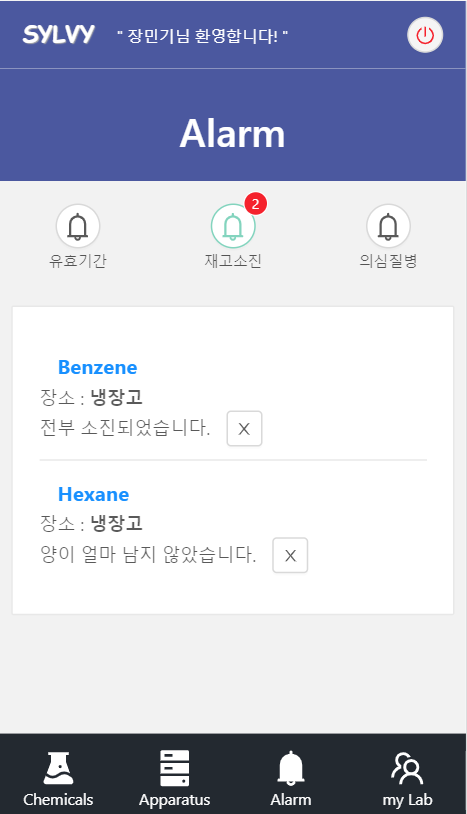 SYLVY " 장민기님 환영합니다! "
Alarm
2
유효기간 재고소진 의심질병
Benzene
장소 : 냉장고
전부 소진되었습니다. X
Hexane
장소 : 냉장고
양이 얼마 남지 않았습니다. X
Chemicals Apparatus Alarm my Lab